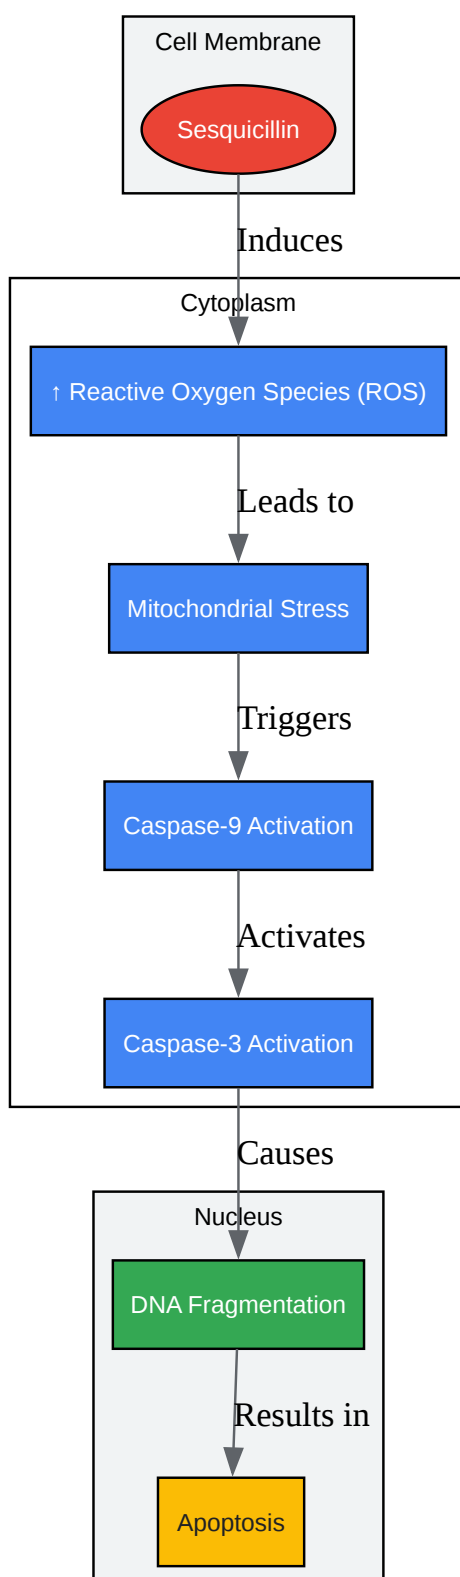 Cell Membrane
Sesquicillin
Induces
Cytoplasm
↑ Reactive Oxygen Species (ROS)
Leads to
Mitochondrial Stress
Triggers
Caspase-9 Activation
Activates
Caspase-3 Activation
Causes
Nucleus
DNA Fragmentation
Results in
Apoptosis